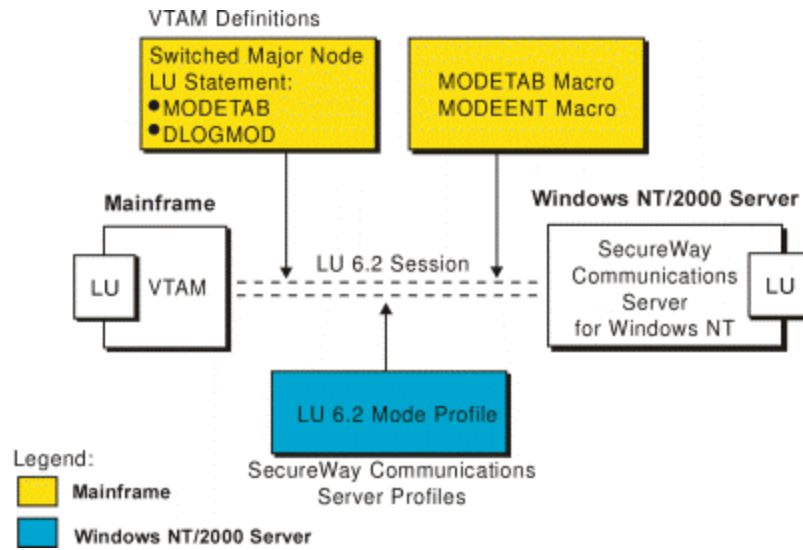 VTAM Definitions
Switched Major Node
LU Statement:
●MODETAB
●DLOGMOD
MODETAB Macro
MODEENT Macro
Mainframe
Windows NT/2000 Server
LU
VTAM
LU 6.2 Session
SecureWay
Communications
Server
for Windows NT
LU
LU 6.2 Mode Profile
SecureWay Communications
Server Profiles
Legend:
Mainframe
Windows NT/2000 Server